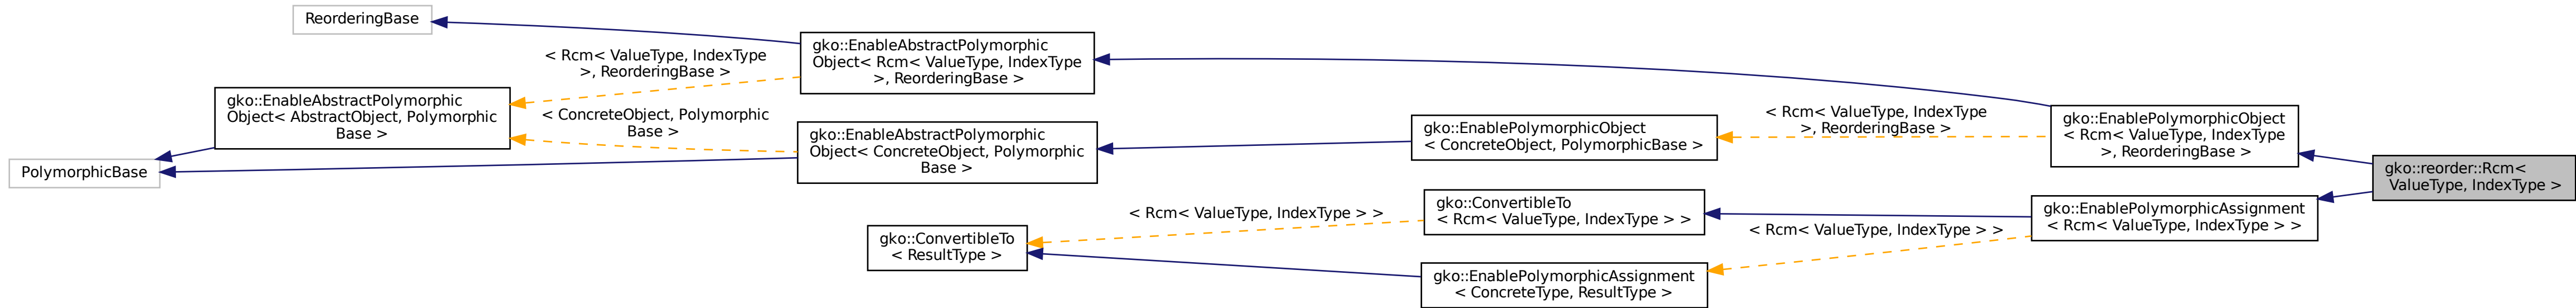 ReorderingBase
gko::EnableAbstractPolymorphic
Object< Rcm< ValueType, IndexType
>, ReorderingBase >
< Rcm< ValueType, IndexType
>, ReorderingBase >
gko::EnableAbstractPolymorphic
Object< AbstractObject, Polymorphic
Base >
< ConcreteObject, Polymorphic
Base >
PolymorphicBase
gko::EnableAbstractPolymorphic
Object< ConcreteObject, Polymorphic
Base >
gko::EnablePolymorphicObject
< ConcreteObject, PolymorphicBase >
< Rcm< ValueType, IndexType
>, ReorderingBase >
gko::EnablePolymorphicObject
< Rcm< ValueType, IndexType
>, ReorderingBase >
gko::reorder::Rcm<
ValueType, IndexType >
gko::ConvertibleTo
< ResultType >
< Rcm< ValueType, IndexType > >
gko::ConvertibleTo
< Rcm< ValueType, IndexType > >
gko::EnablePolymorphicAssignment
< Rcm< ValueType, IndexType > >
< Rcm< ValueType, IndexType > >
gko::EnablePolymorphicAssignment
< ConcreteType, ResultType >